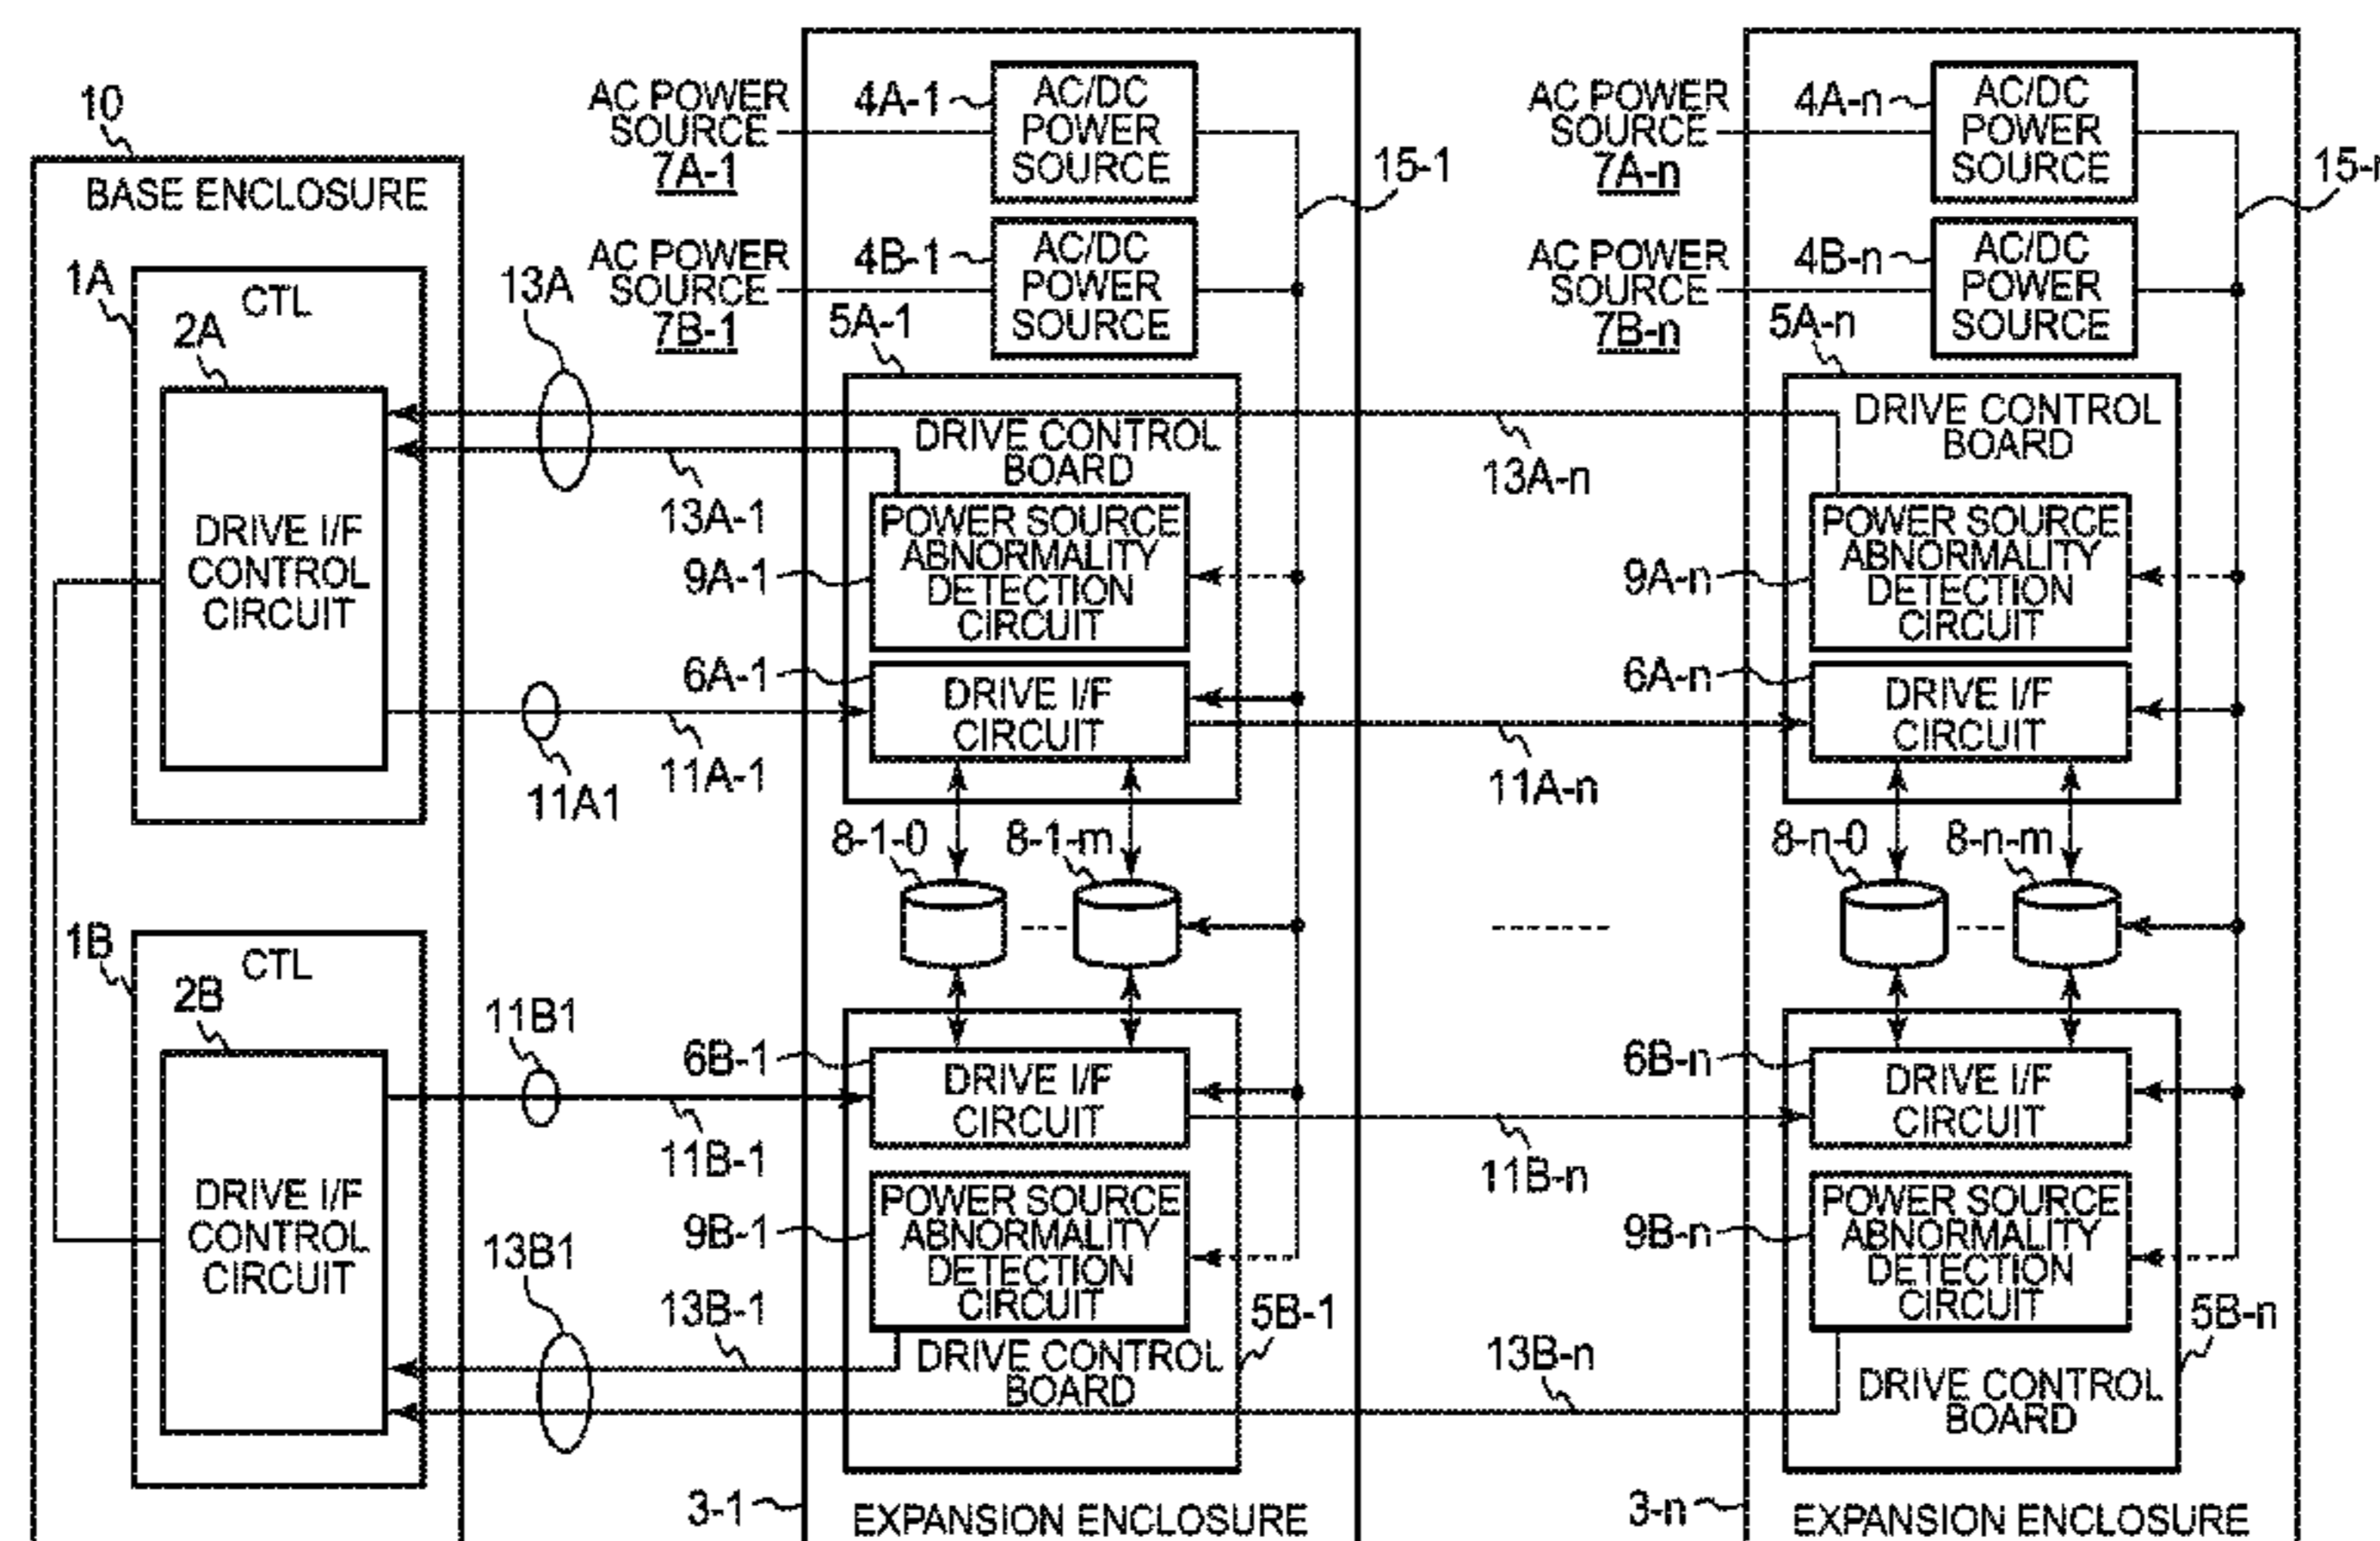 10
BASE ENCLOSURE
1A
CTL
2A
DRIVE I/F
CONTROL
CIRCUIT
1B
CTL
2B
DRIVE I/F
CONTROL
CIRCUIT
13A
13A-1
11A1
11A-1
11B1
11B-1
13B1
13B-1
AC POWER
SOURCE
7A-1
AC POWER
SOURCE
7B-1
4A-1
AC/DC
POWER
SOURCE
4B-1
AC/DC
POWER
SOURCE
15-1
5A-1
DRIVE CONTROL
BOARD
9A-1
POWER SOURCE
ABNORMALITY
DETECTION
CIRCUIT
6A-1
DRIVE I/F
CIRCUIT
8-1-0
8-1-m
6B-1
DRIVE I/F
CIRCUIT
9B-1
POWER SOURCE
ABNORMALITY
DETECTION
CIRCUIT
5B-1
DRIVE CONTROL
BOARD
3-1
EXPANSION ENCLOSURE
13A-n
11A-n
11B-n
13B-n
AC POWER
SOURCE
7A-n
AC POWER
SOURCE
7B-n
4A-n
AC/DC
POWER
SOURCE
4B-n
AC/DC
POWER
SOURCE
5A-n
DRIVE CONTROL
BOARD
9A-n
POWER SOURCE
ABNORMALITY
DETECTION
CIRCUIT
6A-n
DRIVE I/F
CIRCUIT
8-n-0
8-n-m
6B-n
DRIVE I/F
CIRCUIT
9B-n
POWER SOURCE
ABNORMALITY
DETECTION
CIRCUIT
5B-n
DRIVE CONTROL
BOARD
3-n
EXPANSION ENCLOSURE